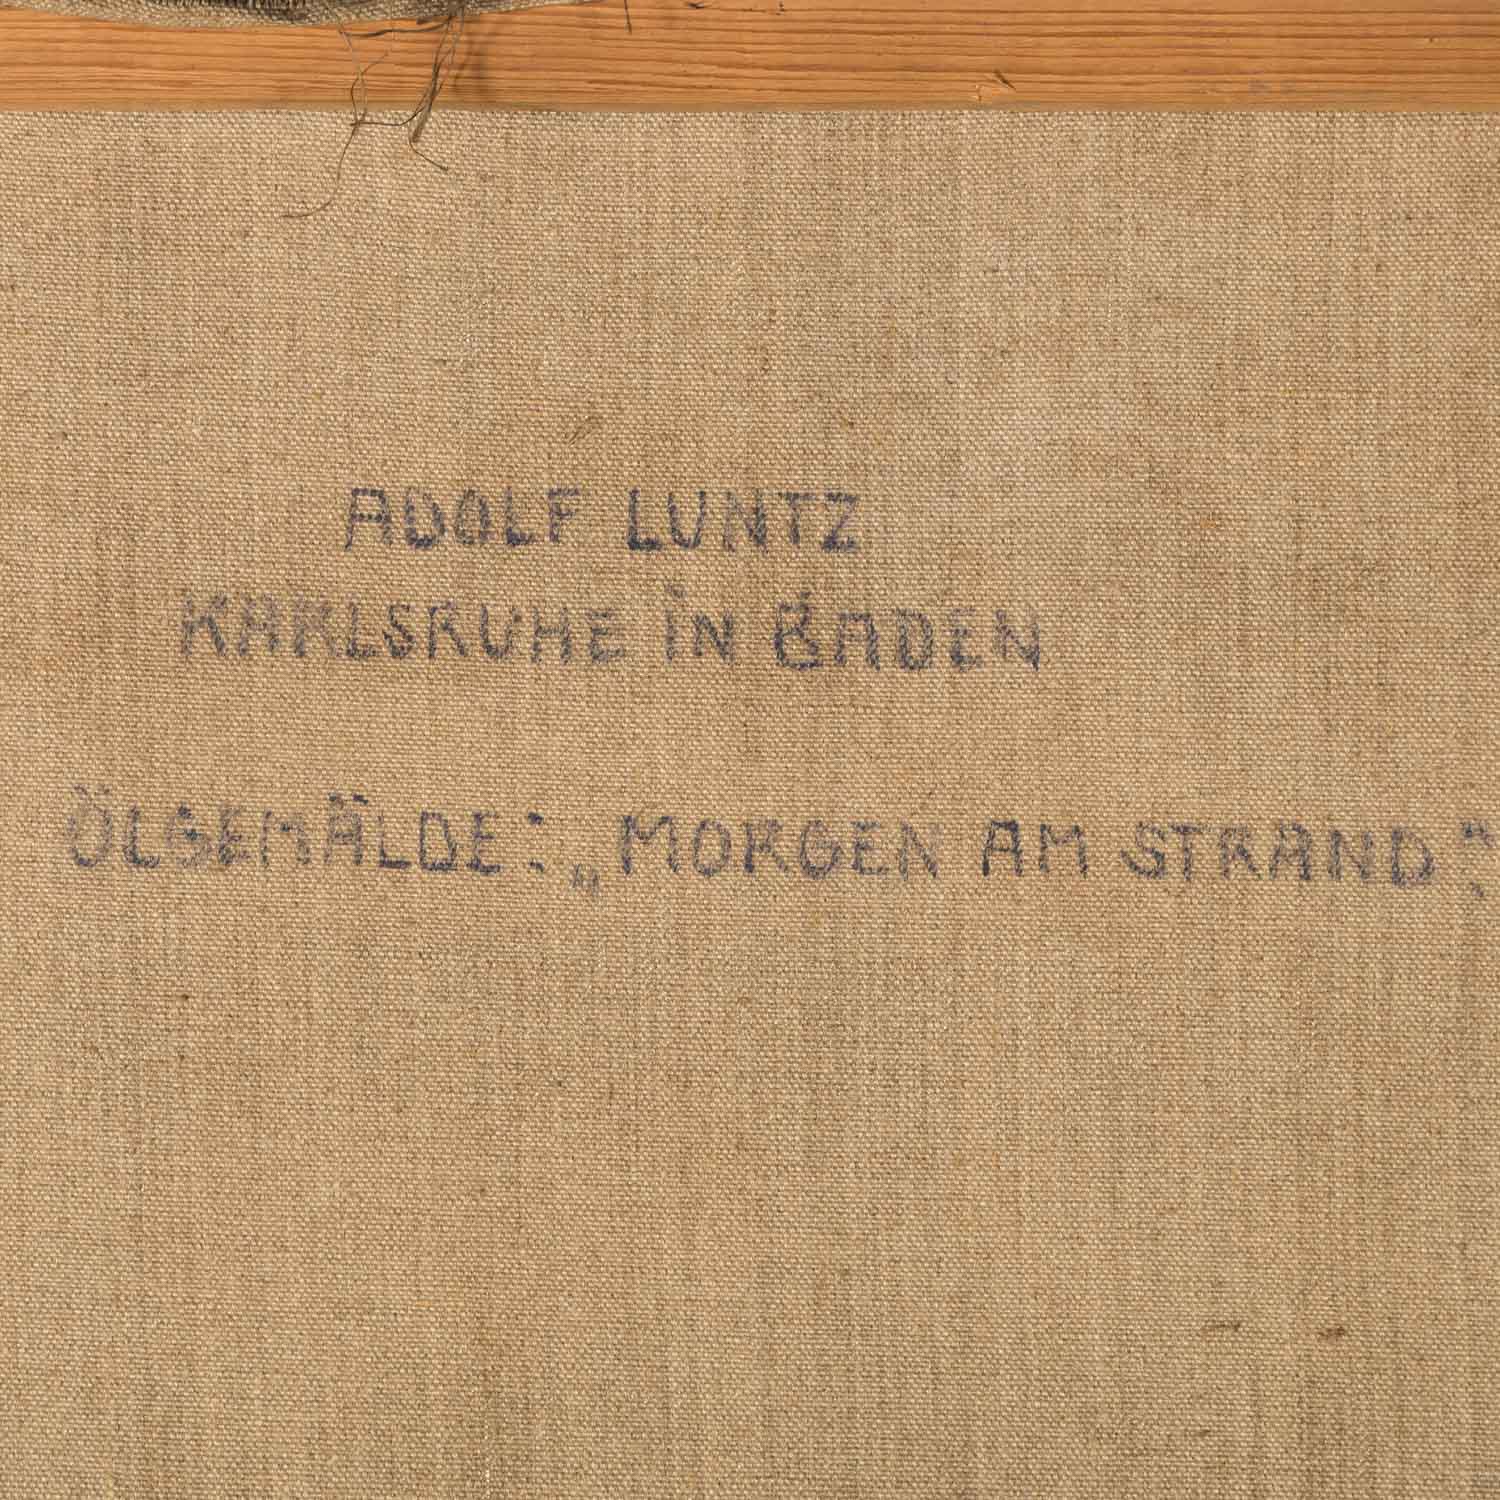 ADOLF LUNTZ
KARLSRUHE IN BADEN
ÖLGEMÄLDE: „MORGEN AM STRAND“.